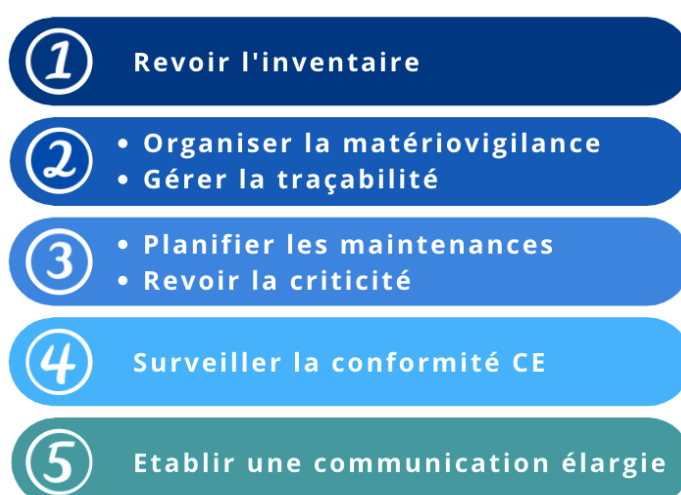 1 Revoir l'inventaire
2 • Organiser la matériovigilance
• Gérer la traçabilité
3 • Planifier les maintenances
• Revoir la criticité
4 Surveiller la conformité CE
5 Etablir une communication élargie